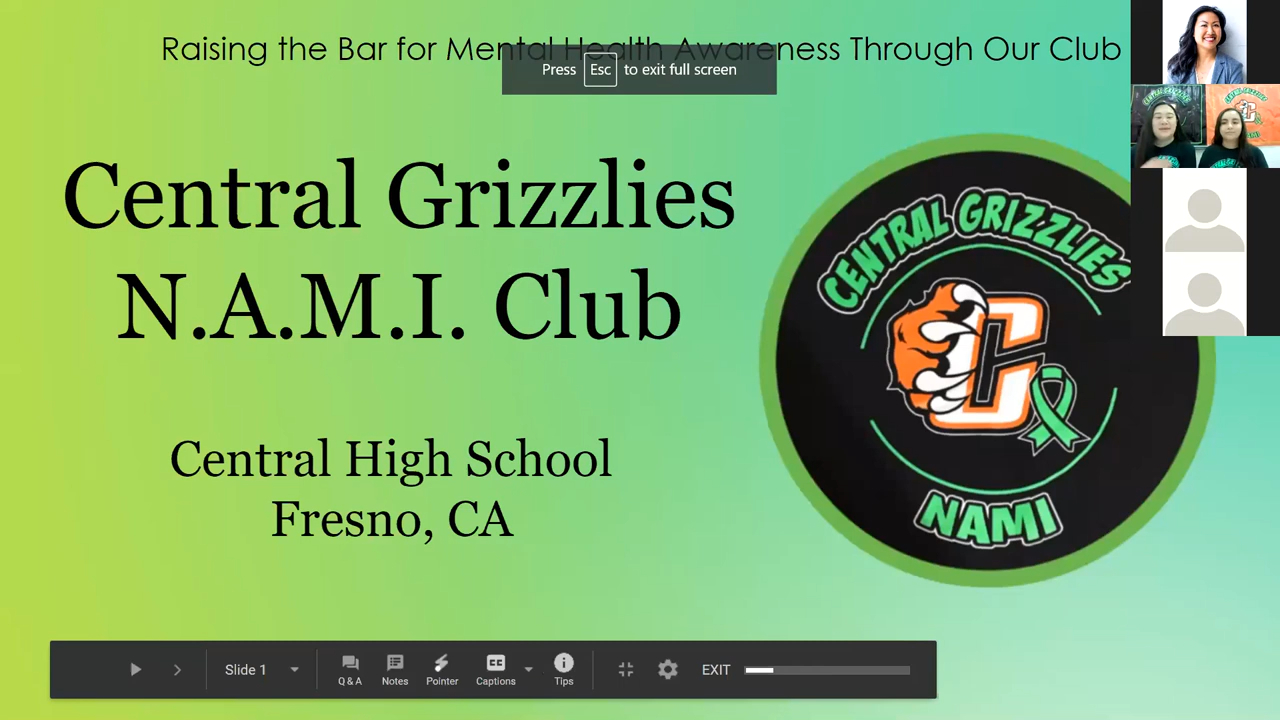 Raising the Bar for Mental Health Awareness Through Our Club
Press Esc to exit full screen
Central Grizzlies
N.A.M.I. Club
Central High School
Fresno, CA
CENTRAL GRIZZLIES
C
NAMI
Slide 1
Q & A
Notes
Pointer
CC
Captions
Tips
EXIT